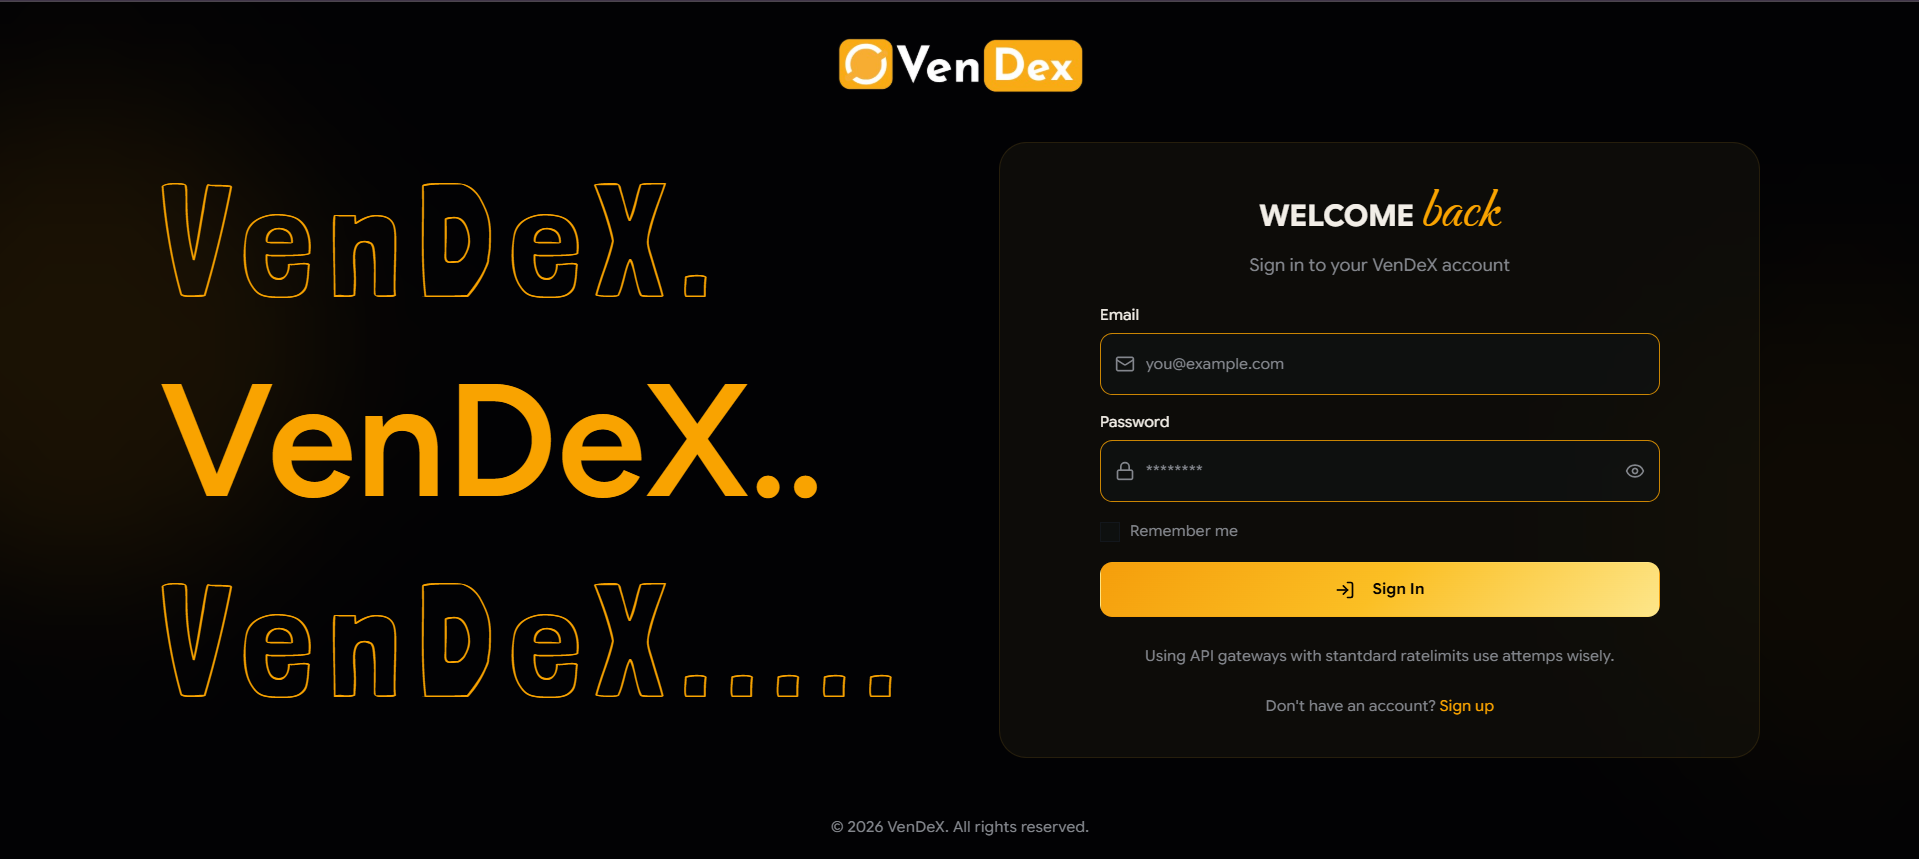 VenDex
VenDeX.
VenDeX..
VenDeX.....
WELCOME back
Sign in to your VenDeX account
Email
you@example.com
Password
********
Remember me
Sign In
Using API gateways with stantdard ratelimits use attemps wisely.
Don't have an account? Sign up
© 2026 VenDeX. All rights reserved.